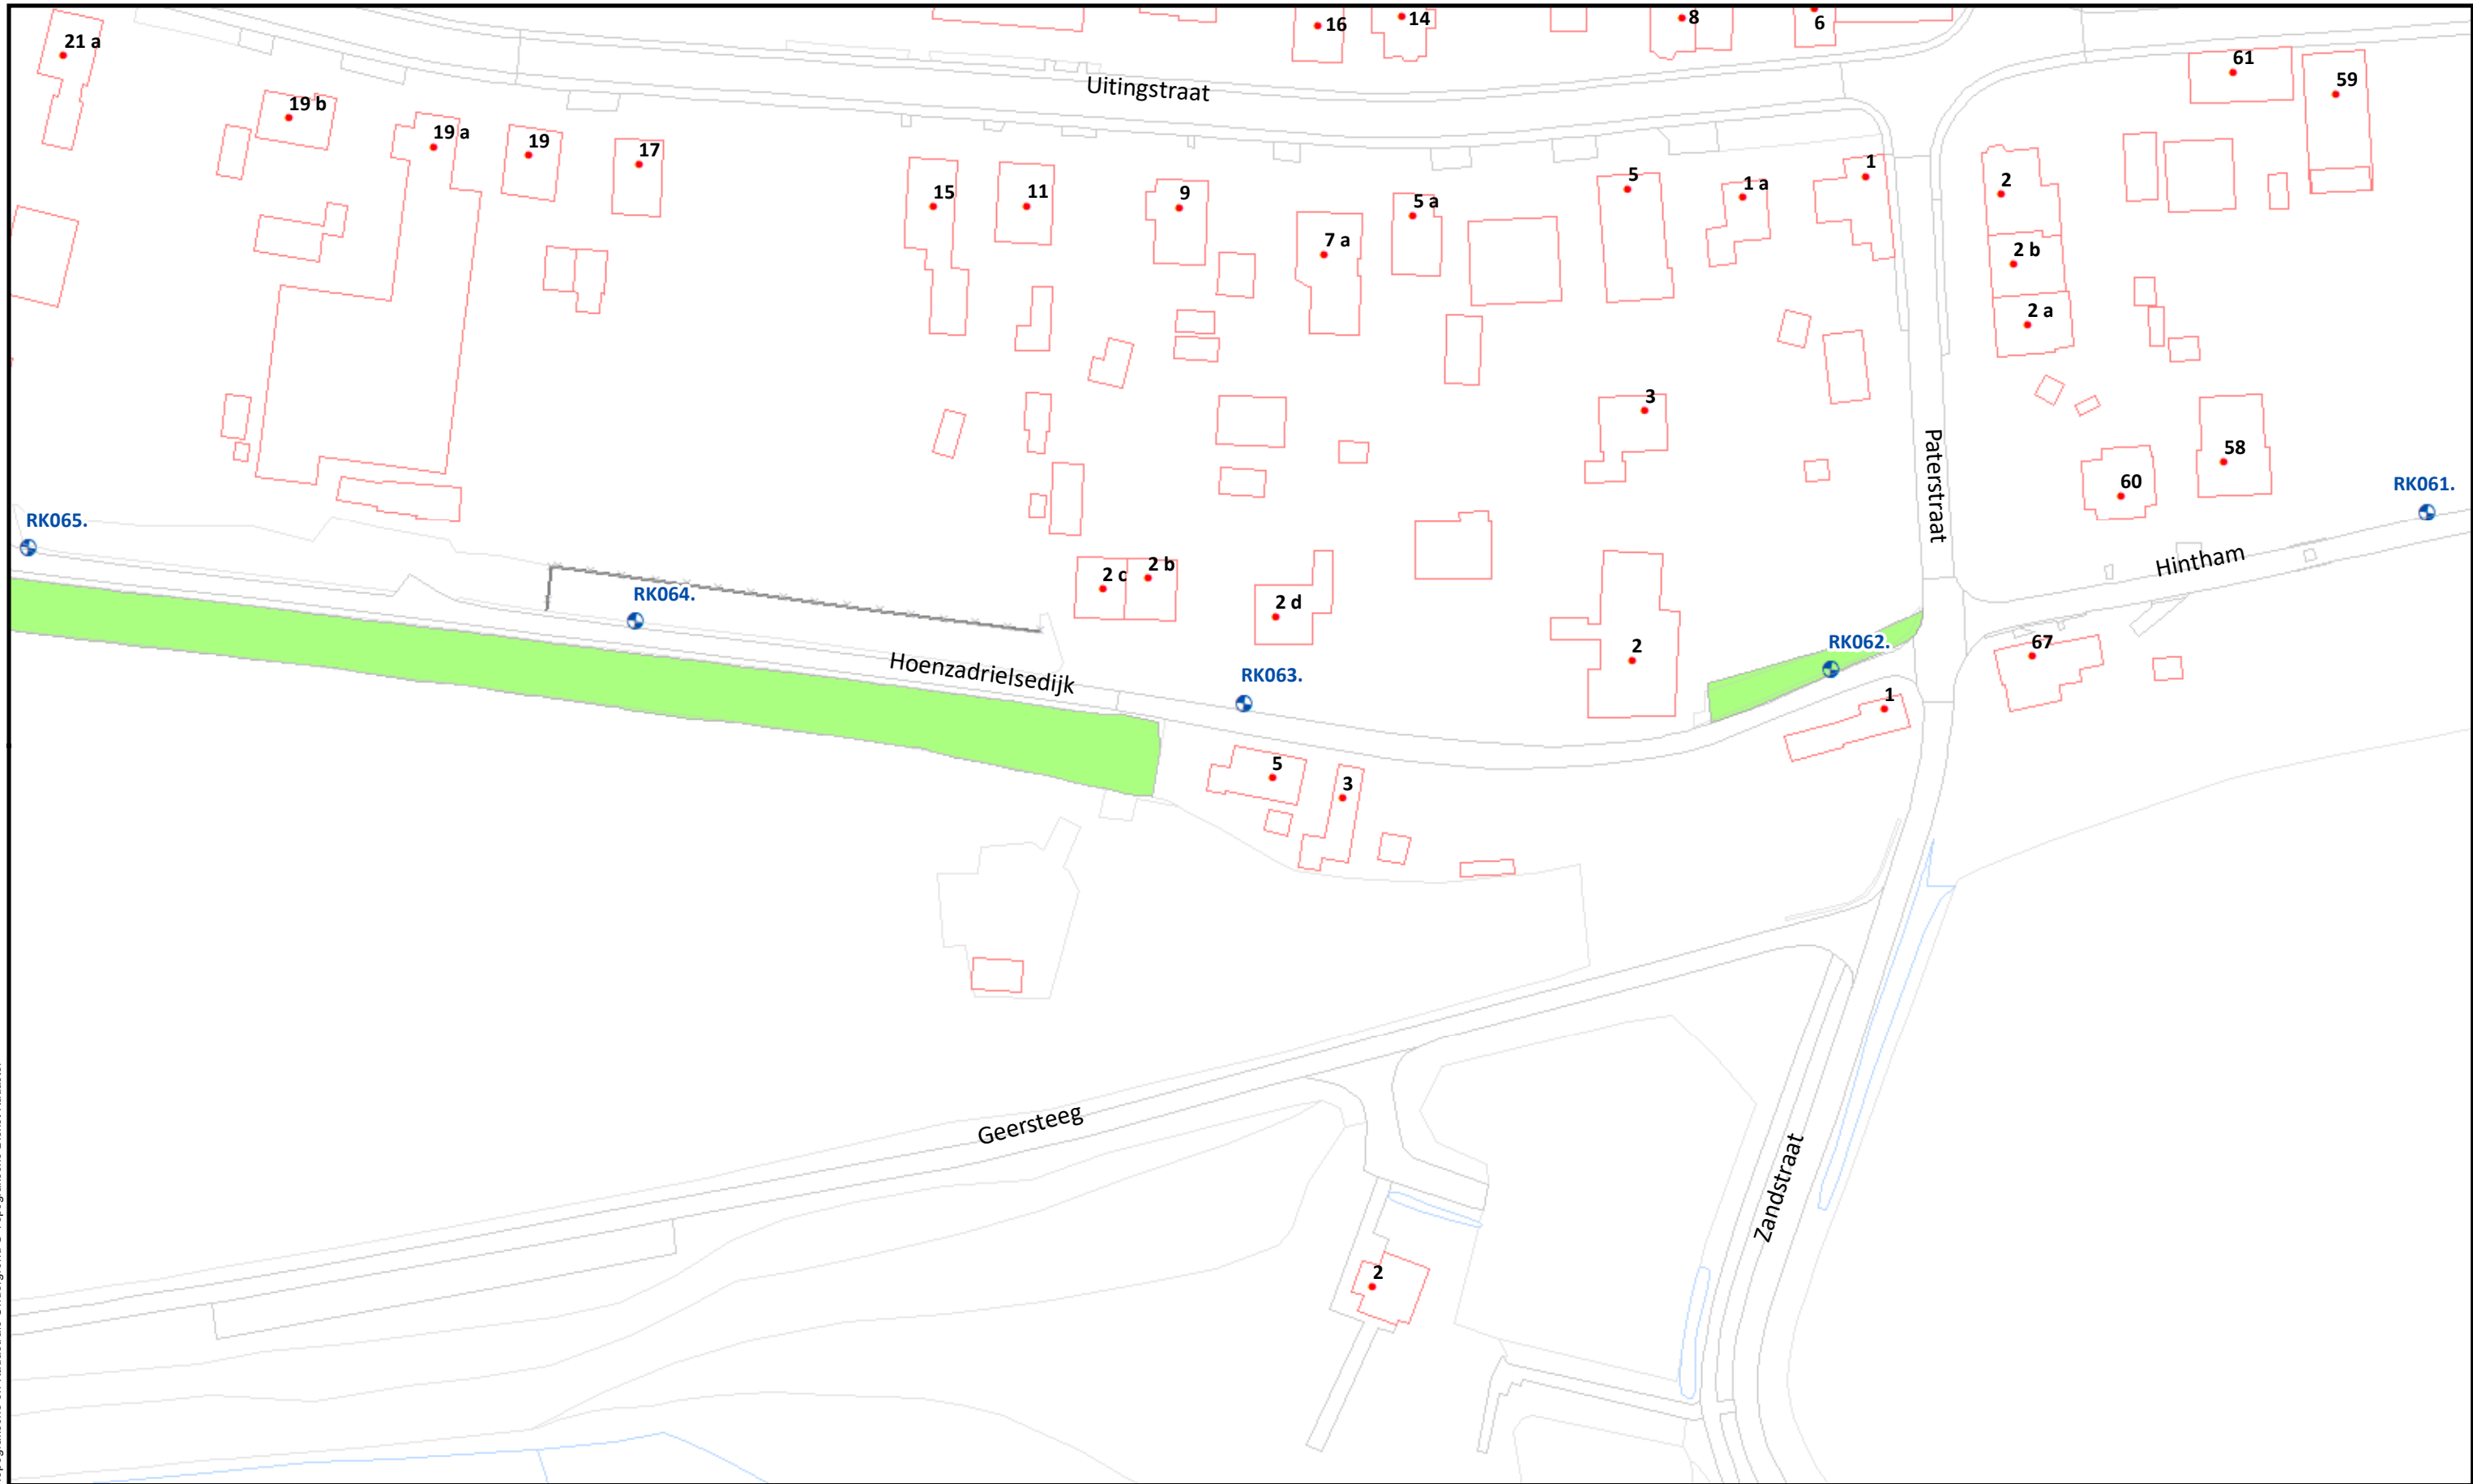 16
14
8
6
21 a
61
59
Uitingstraat
19 b
19 a
19
17
15
11
9
7 a
5 a
5
1 a
1
2
2 b
2 a
3
Paterstraat
58
60
RK061.
RK065.
Hintham
RK064.
2 c
2 b
2 d
2
RK062.
67
Hoenzadrielsedijk
RK063.
1
5
3
Geersteeg
Zandstraat
2